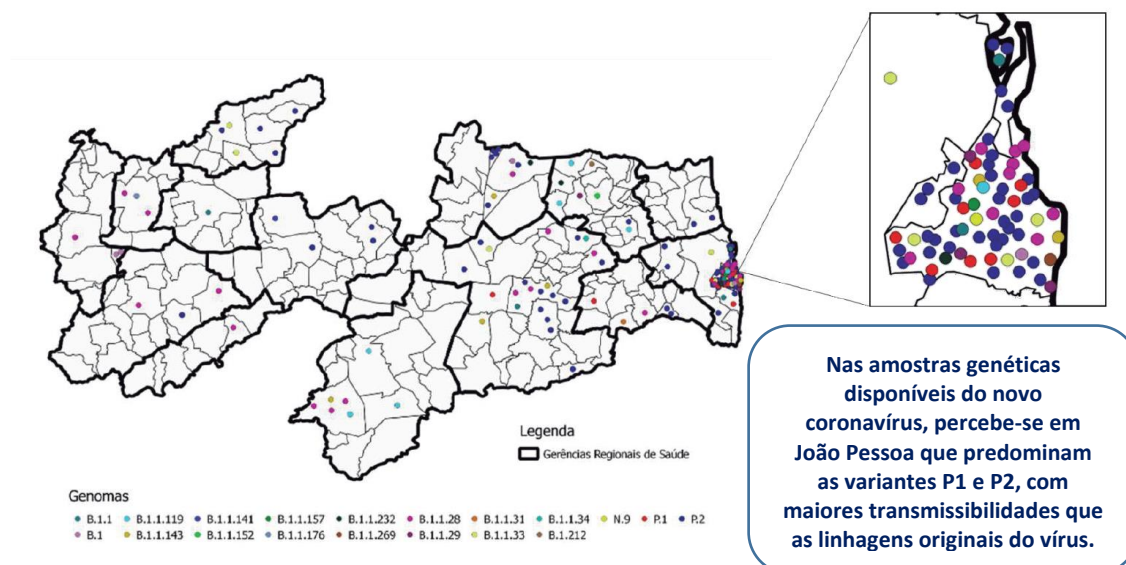 Legenda
Gerências Regionais de Saúde
Genomas
B.1.1 B.1.1.119 B.1.1.141 B.1.1.157 B.1.1.232 B.1.1.28 B.1.1.31 B.1.1.34 N.9 P.1 P.2
B.1 B.1.1.143 B.1.1.152 B.1.1.176 B.1.1.269 B.1.1.29 B.1.1.33 B.1.212
Nas amostras genéticas
disponíveis do novo
coronavírus, percebe-se em
João Pessoa que predominam
as variantes P1 e P2, com
maiores transmissibilidades que
as linhagens originais do vírus.